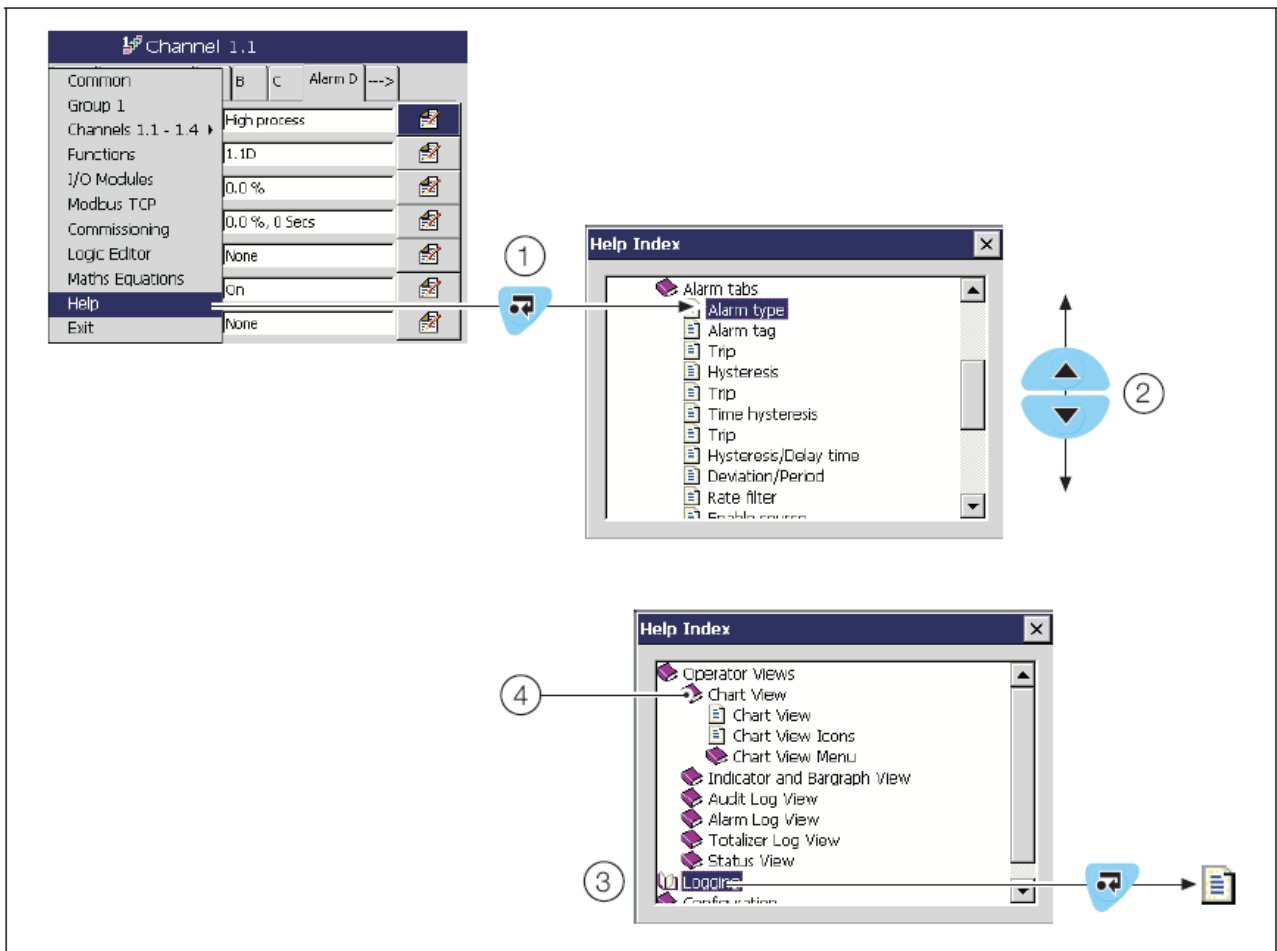 Channel 1.1
B C Alarm D --->
Common
Group 1
Channels 1.1 - 1.4
Functions
I/O Modules
Modbus TCP
Commissioning
Logic Editor
Maths Equations
Help
Exit
High process
1.1D
0.0 %
0.0 %, 0 Secs
None
On
None
1
Help Index
Alarm tabs
Alarm type
Alarm tag
Trip
Hysteresis
Trip
Time hysteresis
Trip
Hysteresis/Delay time
Deviation/Period
Rate filter
Enable source
2
Help Index
Operator Views
Chart View
Chart View
Chart View Icons
Chart View Menu
Indicator and Bargraph View
Audit Log View
Alarm Log View
Totalizer Log View
Status View
Logging
Configuration
4
3